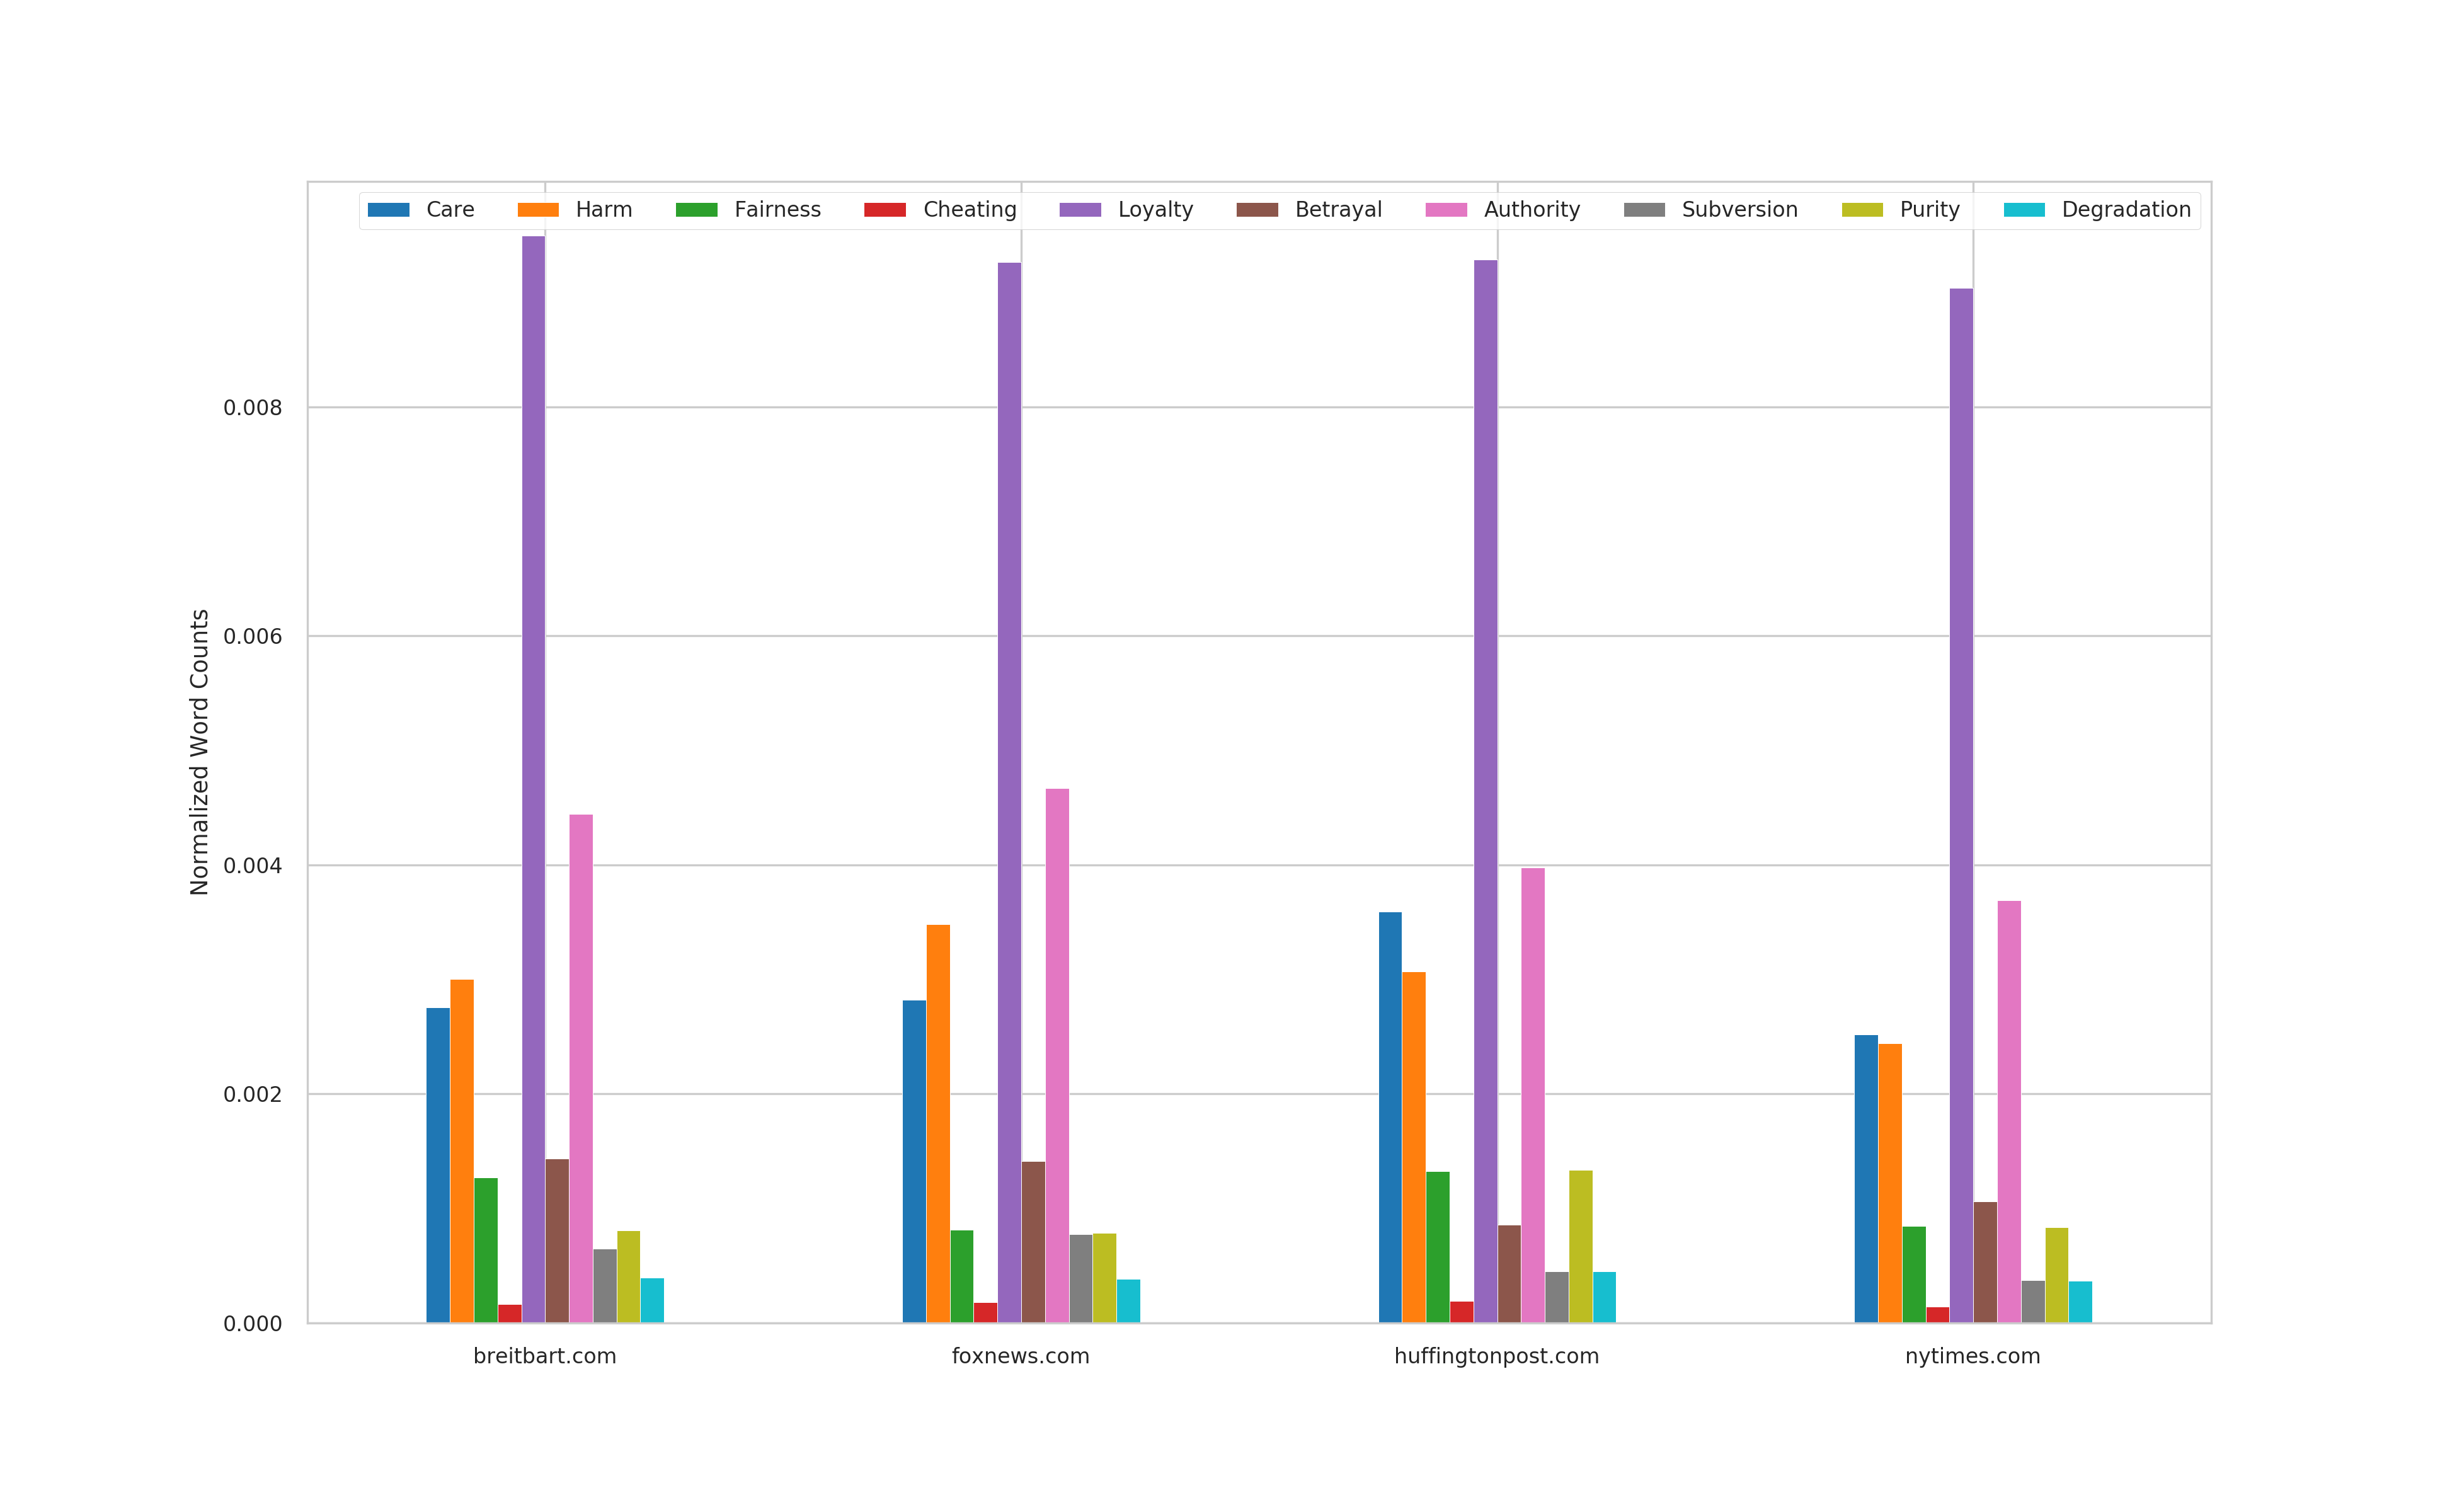 Care Harm Fairness Cheating Loyalty Betrayal Authority Subversion Purity Degradation
Normalized Word Counts
0.008
0.006
0.004
0.002
0.000
breitbart.com foxnews.com huffingtonpost.com nytimes.com